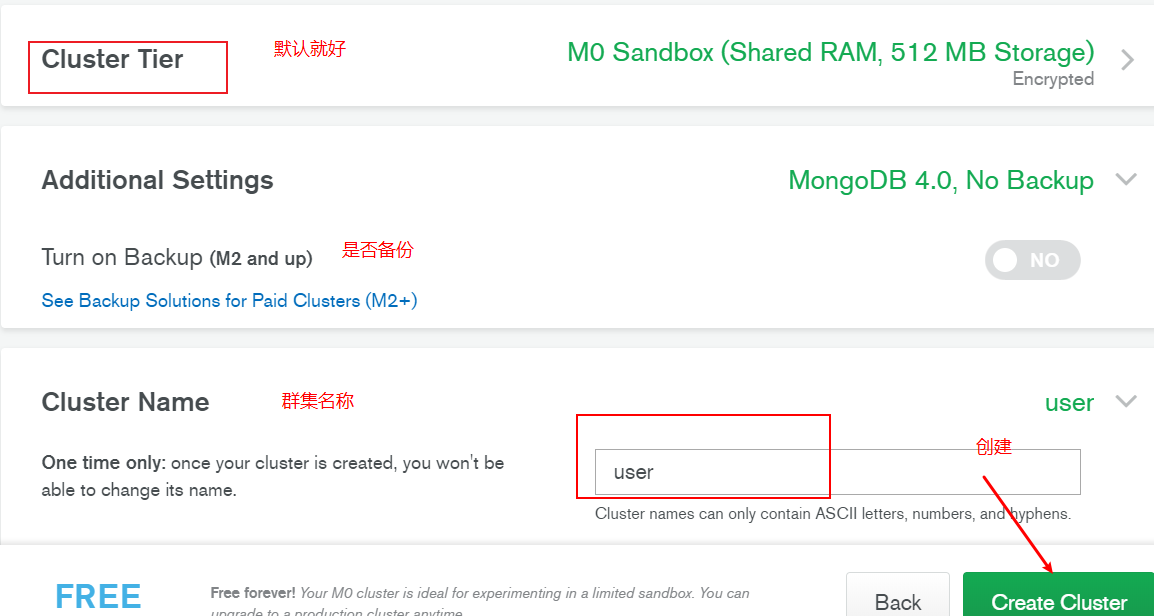 Cluster Tier
默认就好
M0 Sandbox (Shared RAM, 512 MB Storage)
Encrypted
Additional Settings
MongoDB 4.0, No Backup
Turn on Backup (M2 and up)
是否备份
NO
See Backup Solutions for Paid Clusters (M2+)
Cluster Name
群集名称
user
One time only: once your cluster is created, you won't be
able to change its name.
创建
user
Cluster names can only contain ASCII letters, numbers, and hyphens.
FREE
Free forever! Your M0 cluster is ideal for experimenting in a limited sandbox. You can
upgrade to a production cluster anytime.
Back
Create Cluster